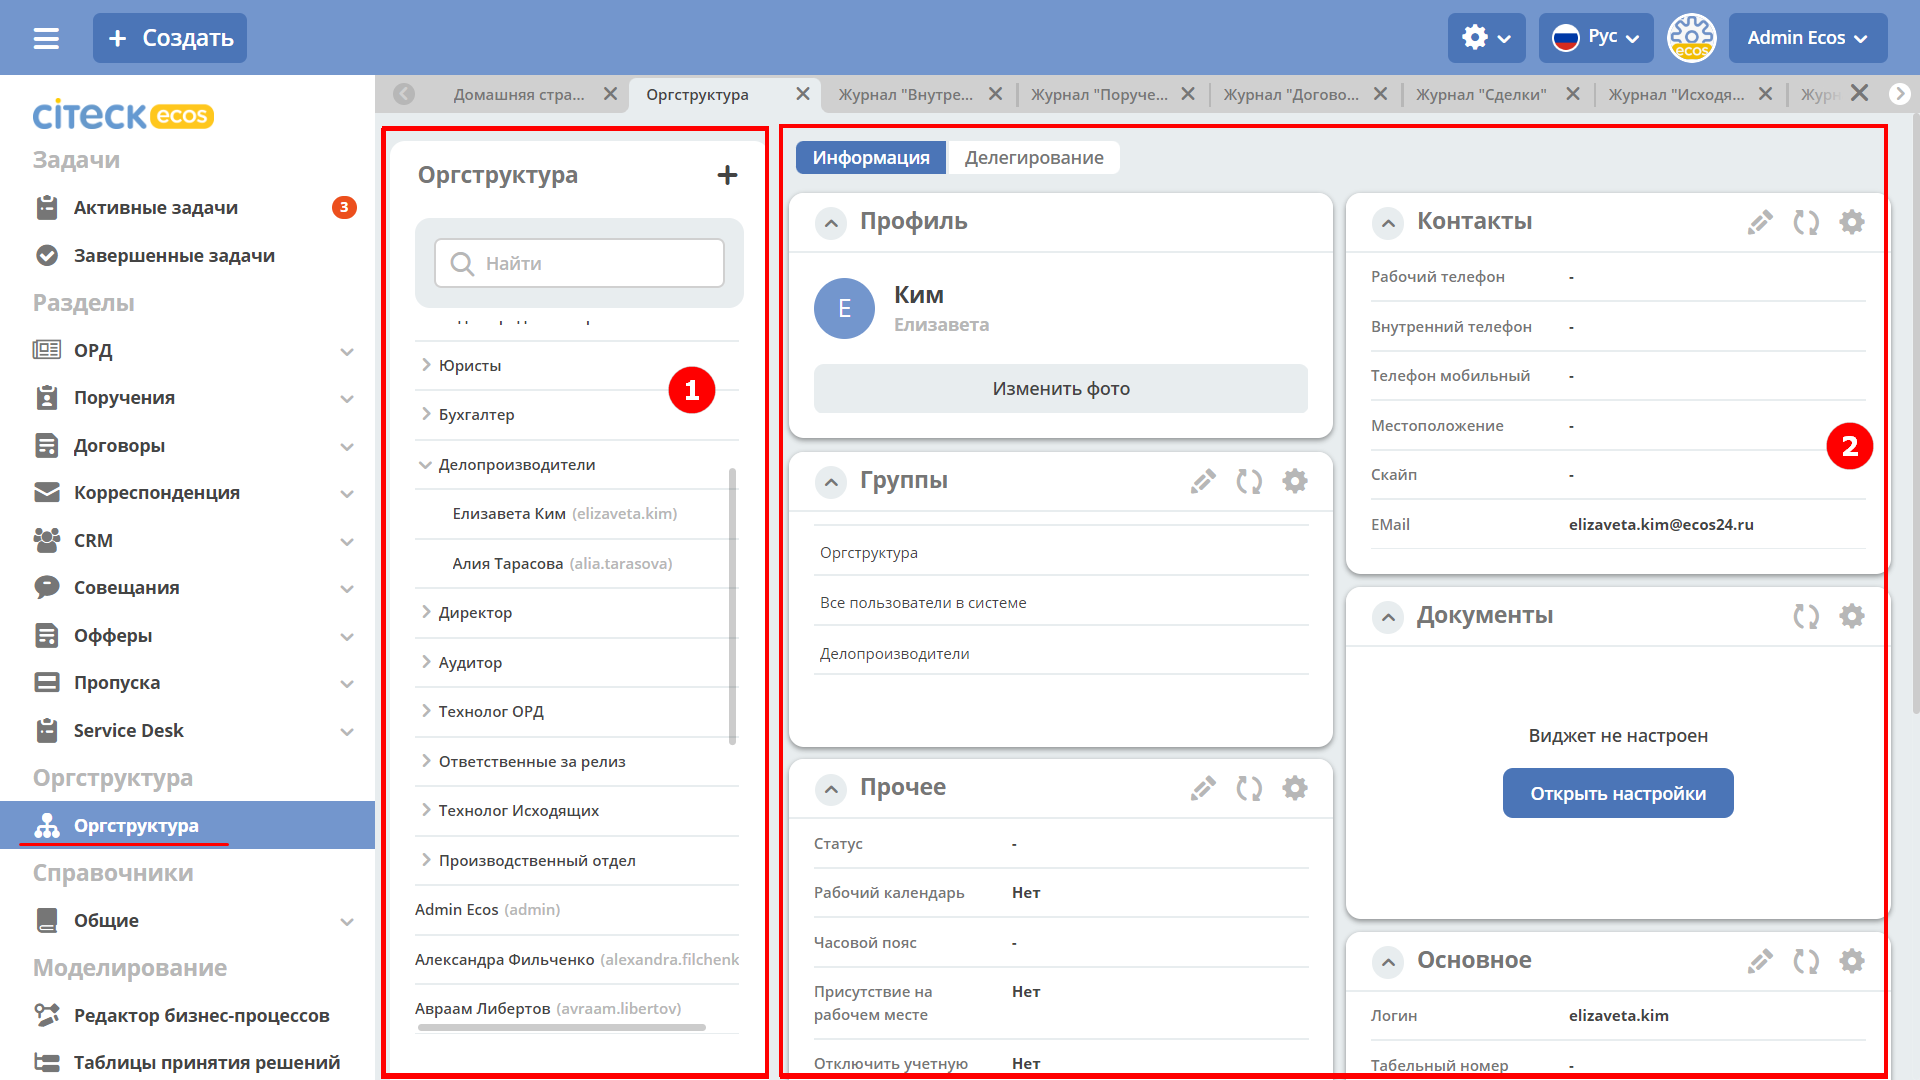 Создать
Рус
ecos
Admin Ecos
Домашняя стра...
Оргструктура
Журнал "Внутре...
Журнал "Поруче...
Журнал "Догово...
Журнал "Сделки"
Журнал "Исходя...
citeck ecos
Задачи
Активные задачи
3
Завершенные задачи
Разделы
ОРД
Поручения
Договоры
Корреспонденция
CRM
Совещания
Офферы
Пропуска
Service Desk
Оргструктура
Оргструктура
Справочники
Общие
Моделирование
Редактор бизнес-процессов
Таблицы принятия решений
Оргструктура
Найти
Юристы
1
Бухгалтер
Делопроизводители
Елизавета Ким (elizaveta.kim)
Алия Тарасова (alia.tarasova)
Директор
Аудитор
Технолог ОРД
Ответственные за релиз
Технолог Исходящих
Производственный отдел
Admin Ecos (admin)
Александра Фильченко (alexandra.filchenk
Авраам Либертов (avraam.libertov)
Информация
Делегирование
Профиль
Е
Ким
Елизавета
Изменить фото
Группы
Оргструктура
Все пользователи в системе
Делопроизводители
Прочее
Статус -
Рабочий календарь Нет
Часовой пояс -
Присутствие на
рабочем месте Нет
Отключить учетную Нет
Контакты
Рабочий телефон -
Внутренний телефон -
Телефон мобильный -
Местоположение -
2
Скайп -
EMail elizaveta.kim@ecos24.ru
Документы
Виджет не настроен
Открыть настройки
Основное
Логин elizaveta.kim
Табельный номер -